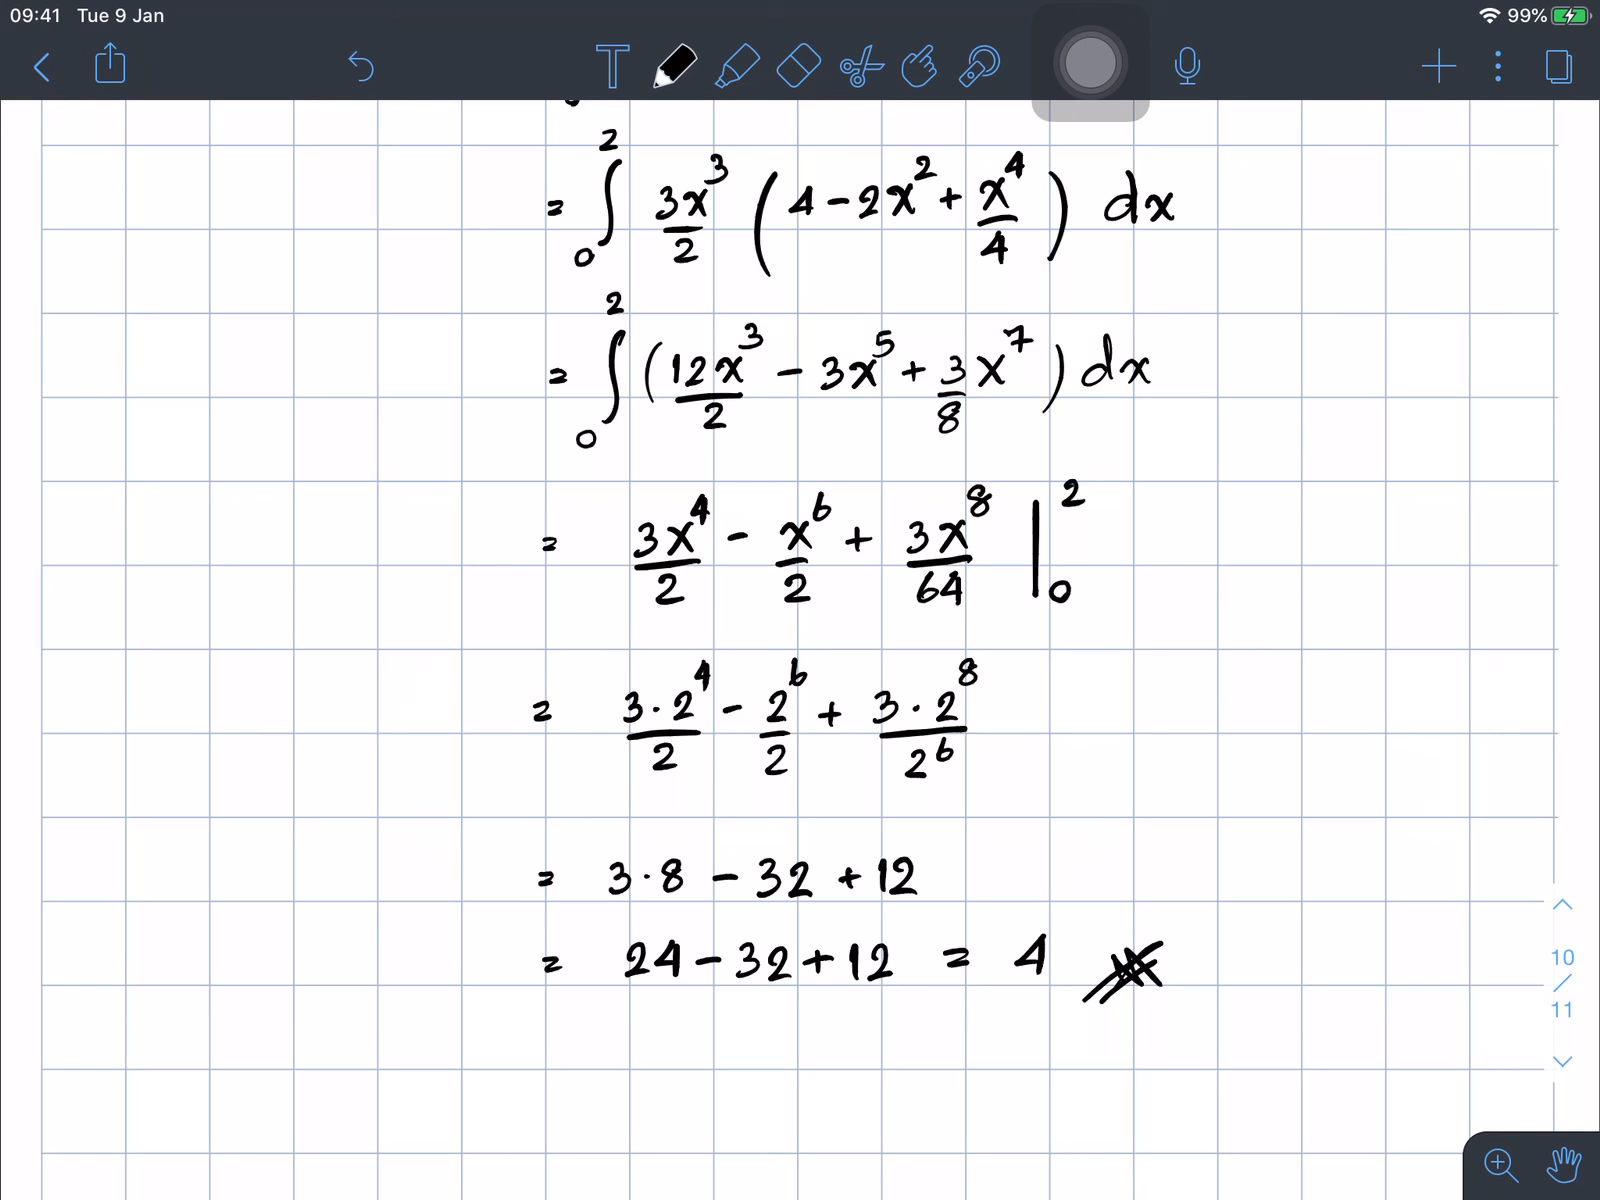 09:41 Tue 9 Jan 99%
T
= ∫₀² 3x³/2 (4 - 2x² + x⁴/4) dx
= ∫₀² (12x³/2 - 3x⁵ + 3/8 x⁷) dx
= 3x⁴/2 - x⁶/2 + 3x⁸/64 |₀²
= 3·2⁴/2 - 2⁶/2 + 3·2⁸/2⁶
= 3·8 - 32 + 12
= 24 - 32 + 12 = 4
10
/
11